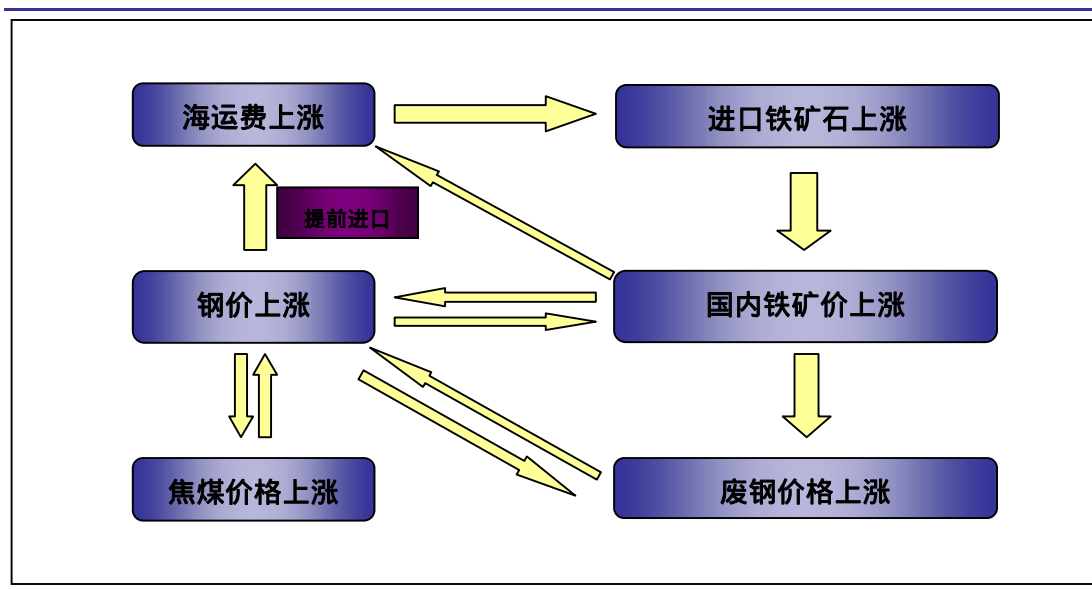 海运费上涨
进口铁矿石上涨
提前进口
钢价上涨
国内铁矿价上涨
焦煤价格上涨
废钢价格上涨